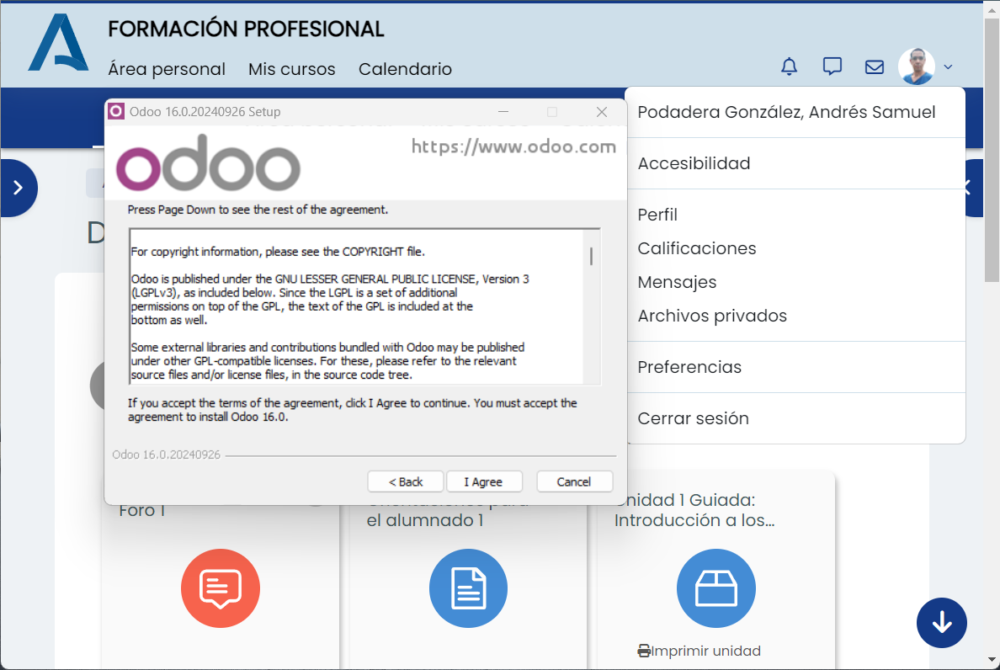 FORMACIÓN PROFESIONAL
Área personal Mis cursos Calendario
Podadera González, Andrés Samuel
Accesibilidad
Perfil
Calificaciones
Mensajes
Archivos privados
Preferencias
Cerrar sesión
Odoo 16.0.20240926 Setup
odoo
https://www.odoo.com
Press Page Down to see the rest of the agreement.
For copyright information, please see the COPYRIGHT file.
Odoo is published under the GNU LESSER GENERAL PUBLIC LICENSE, Version 3
(LGPLv3), as included below. Since the LGPL is a set of additional
permissions on top of the GPL, the text of the GPL is included at the
bottom as well.
Some external libraries and contributions bundled with Odoo may be published
under other GPL-compatible licenses. For these, please refer to the relevant
source files and/or license files, in the source code tree.
If you accept the terms of the agreement, click I Agree to continue. You must accept the
agreement to install Odoo 16.0.
Odoo 16.0.20240926
< Back I Agree Cancel
Foro 1
Orientaciones para
el alumnado 1
Unidad 1 Guiada:
Introducción a los...
Imprimir unidad